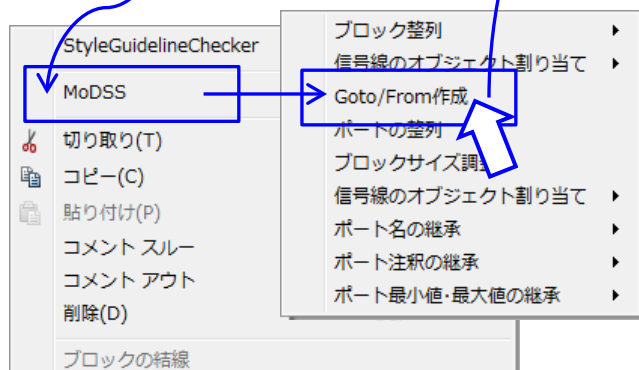 StyleGuidelineChecker
MoDSS
切り取り(T)
コピー(C)
貼り付け(P)
コメント スルー
コメント アウト
削除(D)
ブロックの結線
ブロック整列
信号線のオブジェクト割り当て
Goto/From作成
ポートの整列
ブロックサイズ調
信号線のオブジェクト割り当て
ポート名の継承
ポート注釈の継承
ポート最小値・最大値の継承